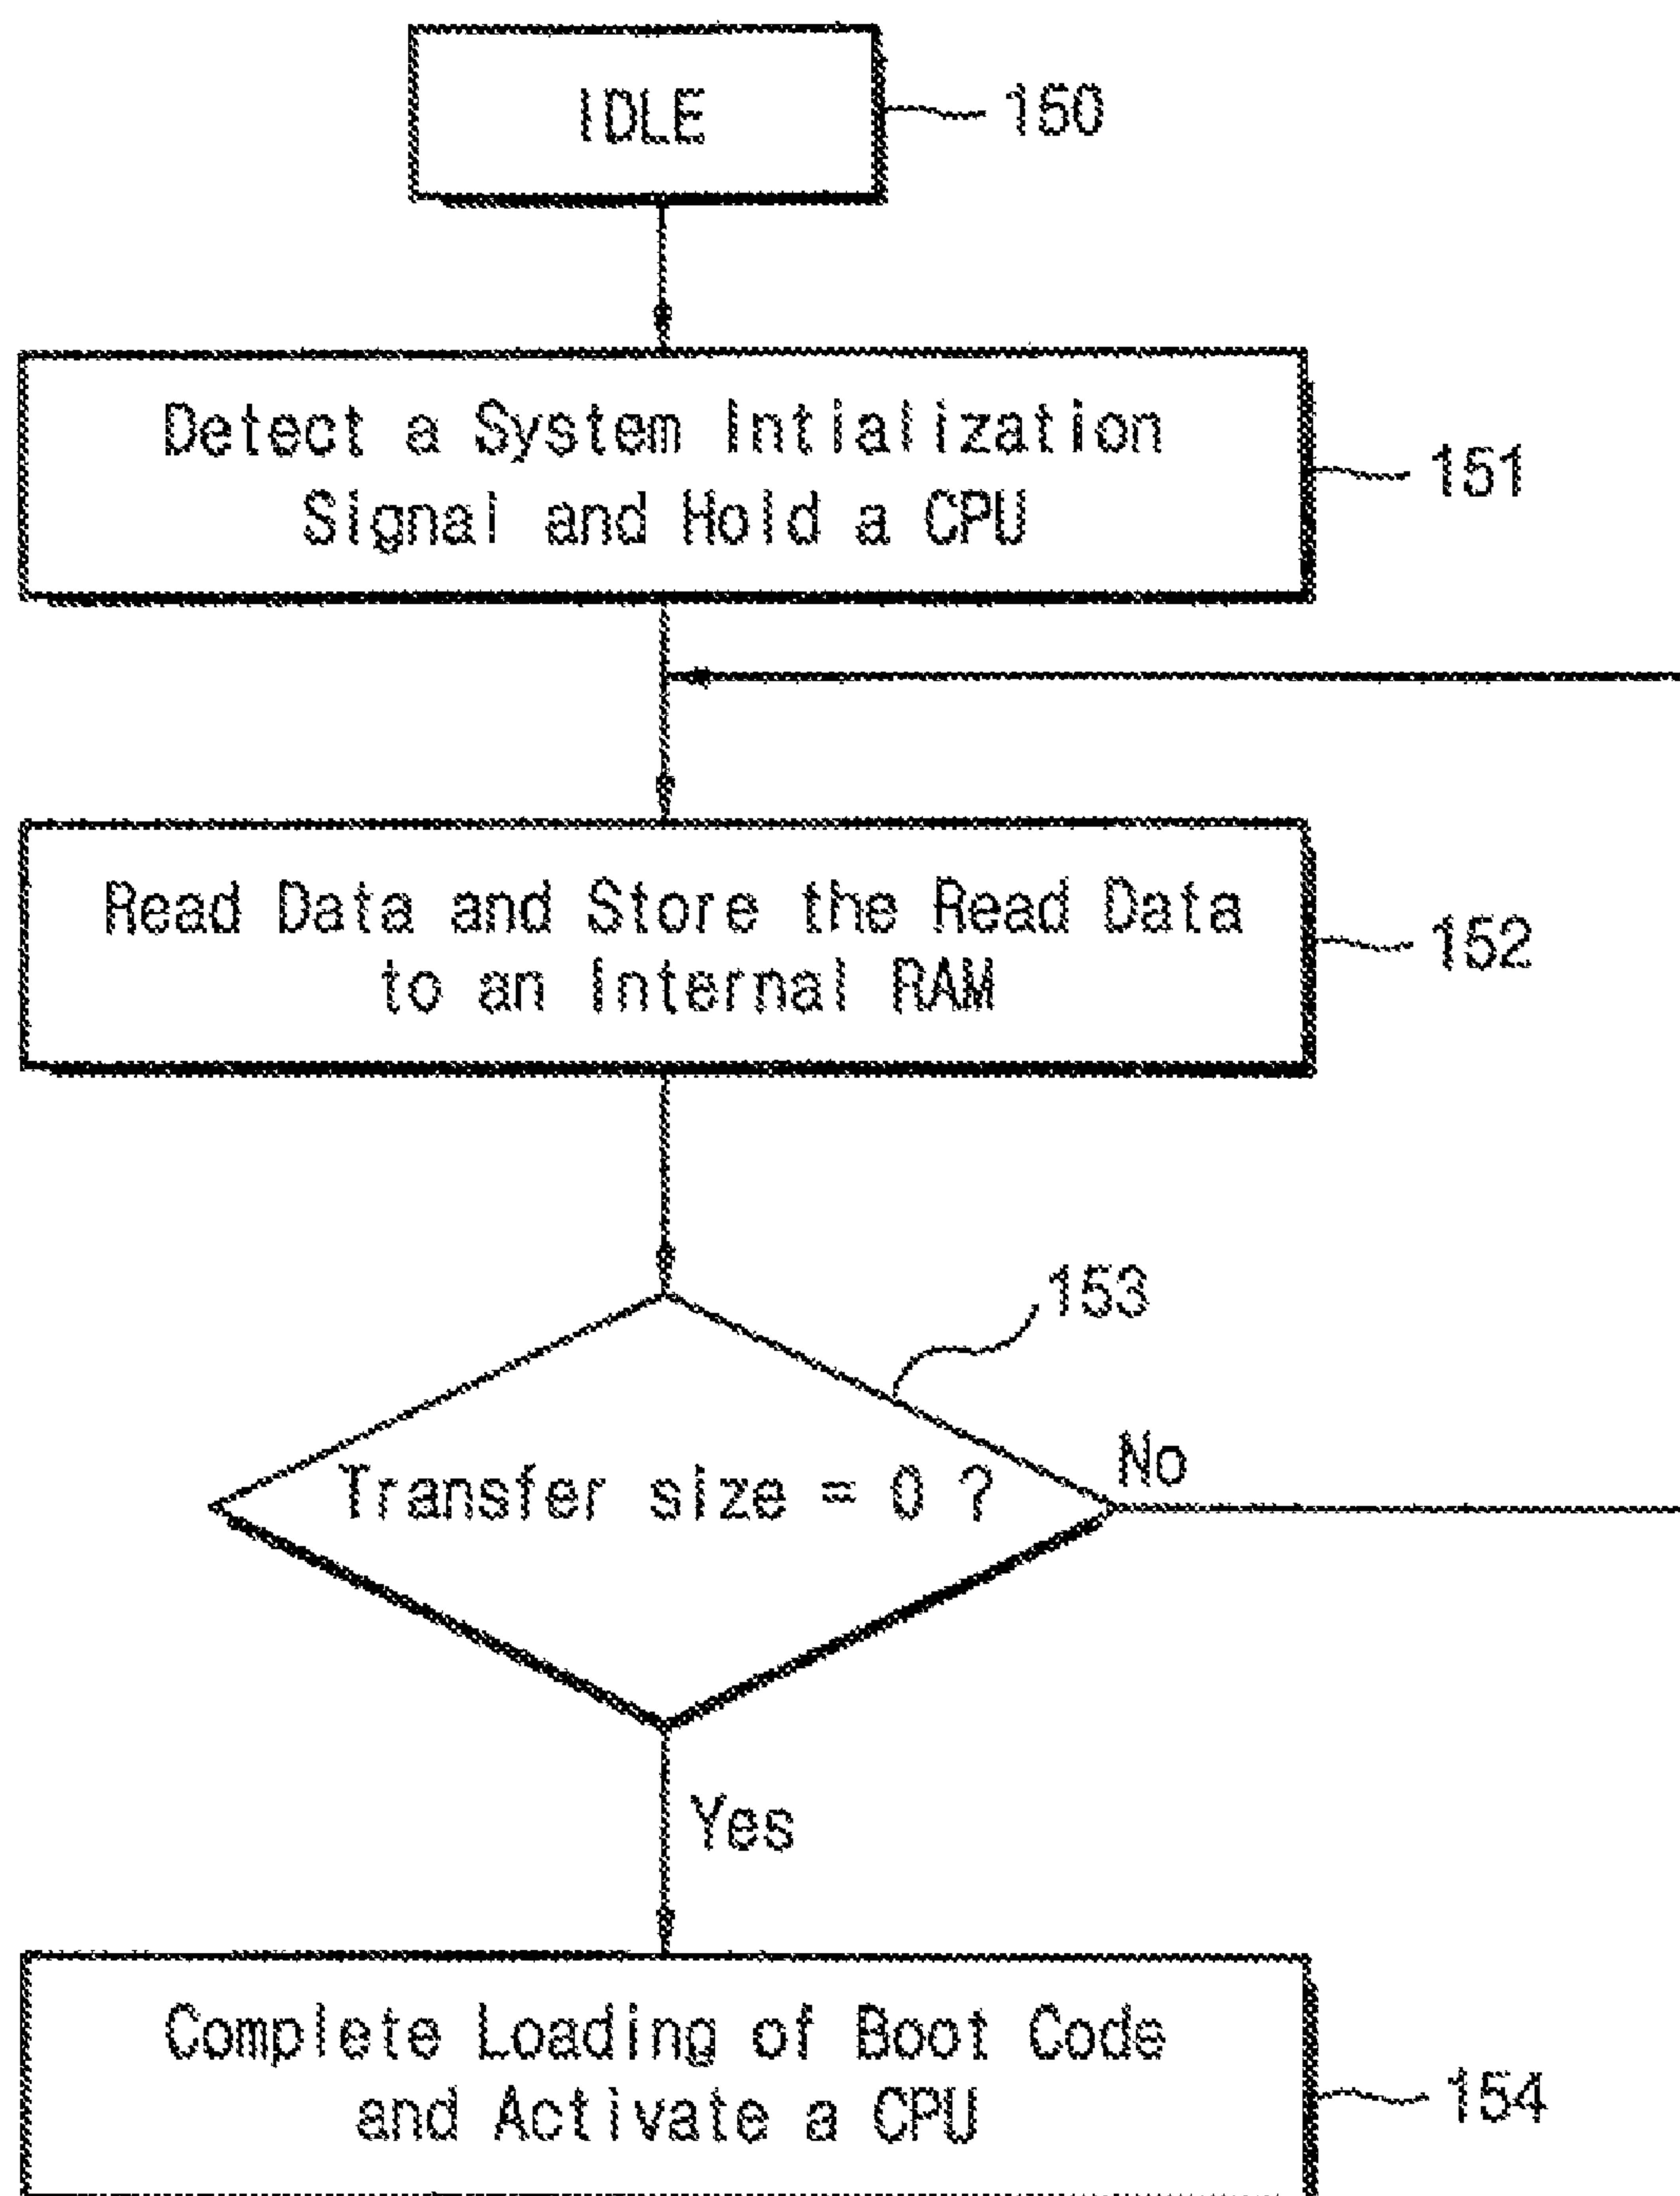 IDLE
150
Detect a System Intialization
Signal and Hold a CPU
151
Read Data and Store the Read Data
to an Internal RAM
152
153
Transfer size = 0 ?
No
Yes
Complete Loading of Boot Code
and Activate a CPU
154